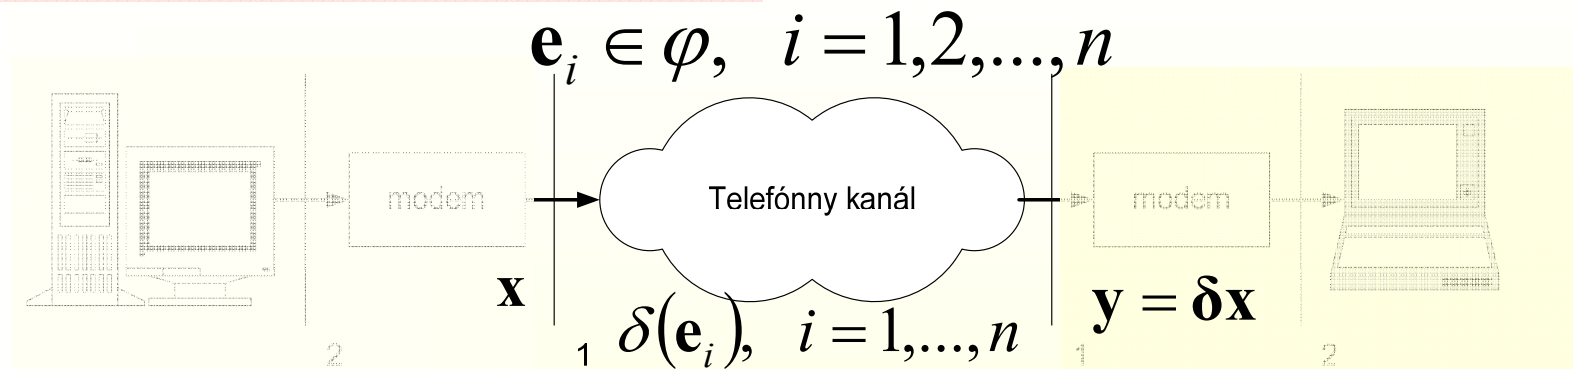 𝐞ᵢ ∈ φ, i = 1,2,...,n
modem
Telefónny kanál
modem
𝐱
𝐲 = 𝛅𝐱
δ(𝐞ᵢ), i = 1,...,n
2
1
1
2